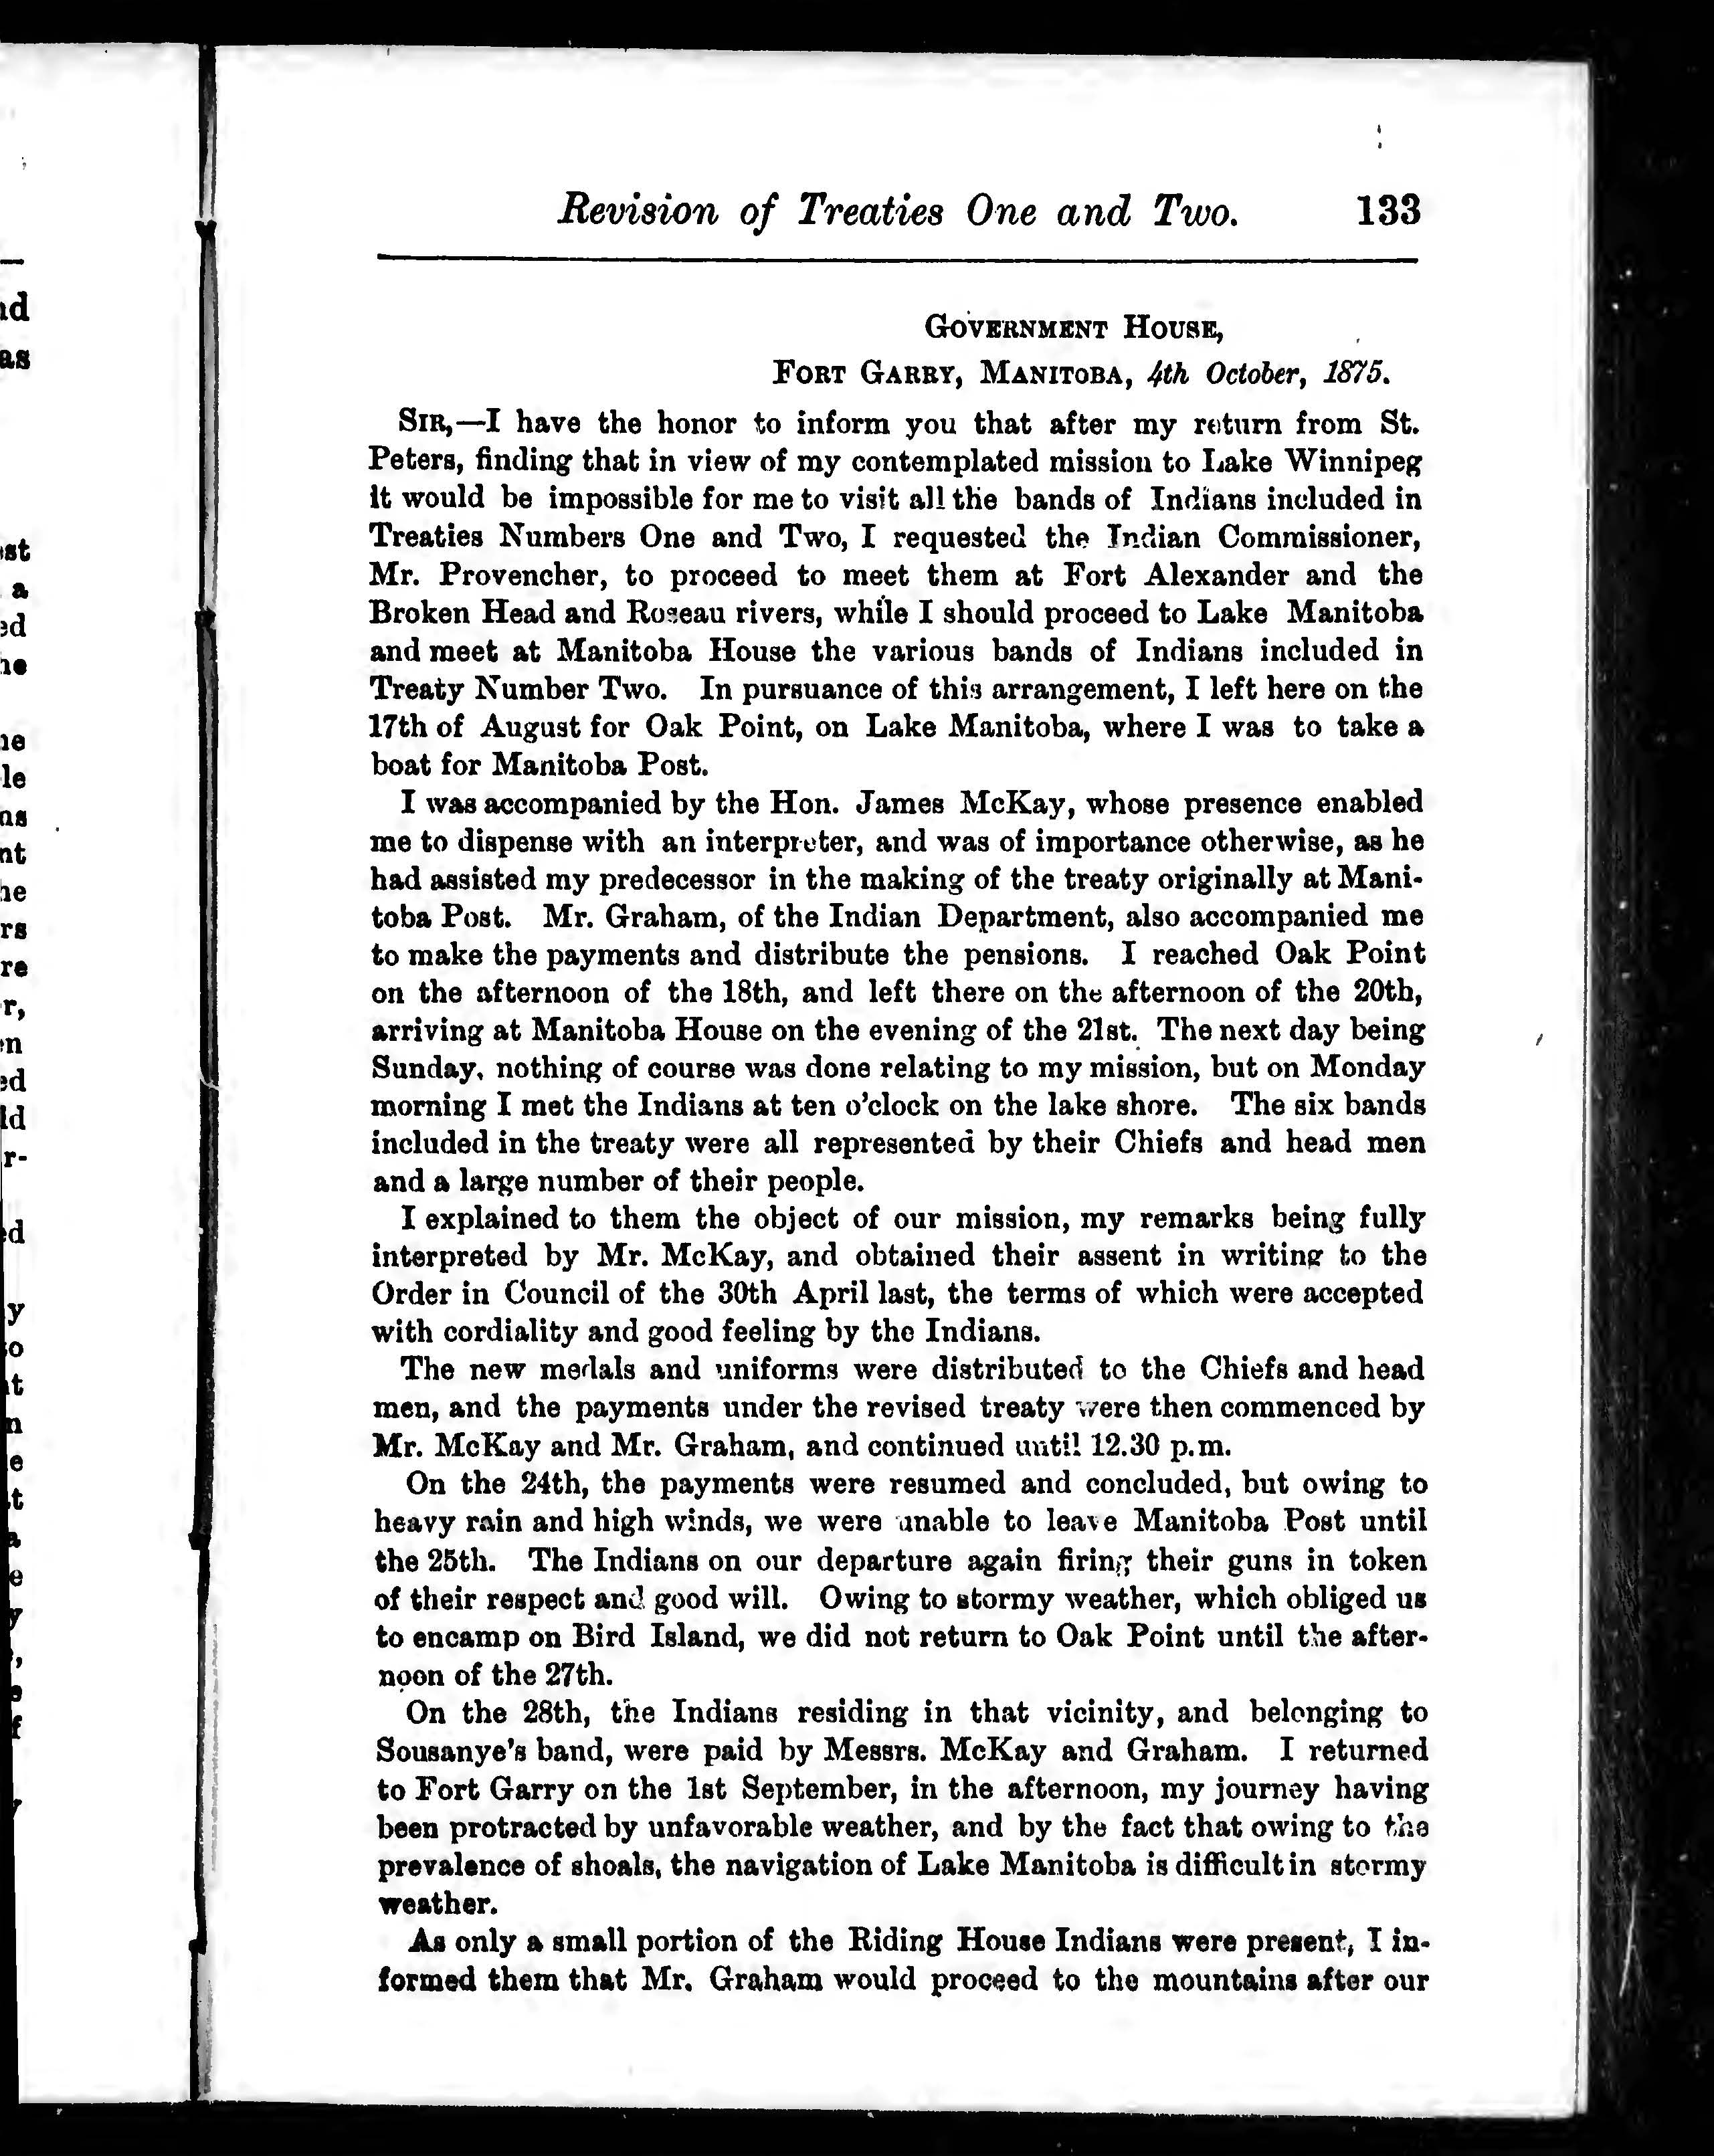 Revision of Treaties One and Two. 133
GOVERNMENT HOUSE,
FORT GARRY, MANITOBA, 4th October, 1875.
SIR,—I have the honor to inform you that after my return from St.
Peters, finding that in view of my contemplated mission to Lake Winnipeg
it would be impossible for me to visit all the bands of Indians included in
Treaties Numbers One and Two, I requested the Indian Commissioner,
Mr. Provencher, to proceed to meet them at Fort Alexander and the
Broken Head and Roseau rivers, while I should proceed to Lake Manitoba
and meet at Manitoba House the various bands of Indians included in
Treaty Number Two. In pursuance of this arrangement, I left here on the
17th of August for Oak Point, on Lake Manitoba, where I was to take a
boat for Manitoba Post.
I was accompanied by the Hon. James McKay, whose presence enabled
me to dispense with an interpreter, and was of importance otherwise, as he
had assisted my predecessor in the making of the treaty originally at Mani-
toba Post. Mr. Graham, of the Indian Department, also accompanied me
to make the payments and distribute the pensions. I reached Oak Point
on the afternoon of the 18th, and left there on the afternoon of the 20th,
arriving at Manitoba House on the evening of the 21st. The next day being
Sunday, nothing of course was done relating to my mission, but on Monday
morning I met the Indians at ten o'clock on the lake shore. The six bands
included in the treaty were all represented by their Chiefs and head men
and a large number of their people.
I explained to them the object of our mission, my remarks being fully
interpreted by Mr. McKay, and obtained their assent in writing to the
Order in Council of the 30th April last, the terms of which were accepted
with cordiality and good feeling by the Indians.
The new medals and uniforms were distributed to the Chiefs and head
men, and the payments under the revised treaty were then commenced by
Mr. McKay and Mr. Graham, and continued until 12.30 p.m.
On the 24th, the payments were resumed and concluded, but owing to
heavy rain and high winds, we were unable to leave Manitoba Post until
the 25th. The Indians on our departure again firing their guns in token
of their respect and good will. Owing to stormy weather, which obliged us
to encamp on Bird Island, we did not return to Oak Point until the after-
noon of the 27th.
On the 28th, the Indians residing in that vicinity, and belonging to
Sousanye's band, were paid by Messrs. McKay and Graham. I returned
to Fort Garry on the 1st September, in the afternoon, my journey having
been protracted by unfavorable weather, and by the fact that owing to the
prevalence of shoals, the navigation of Lake Manitoba is difficult in stormy
weather.
As only a small portion of the Riding House Indians were present, I in-
formed them that Mr. Graham would proceed to the mountains after our